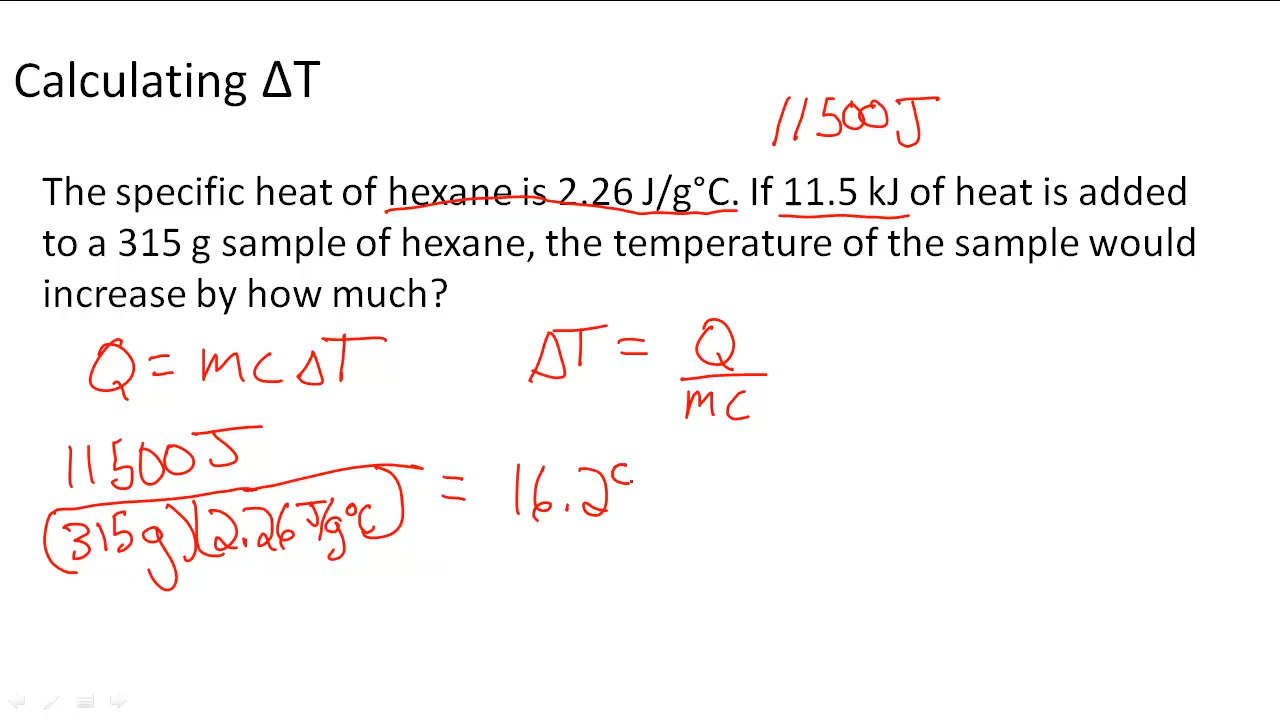 Calculating ΔT
11500J
The specific heat of hexane is 2.26 J/g°C. If 11.5 kJ of heat is added
to a 315 g sample of hexane, the temperature of the sample would
increase by how much?
Q = mcΔT
ΔT = Q/mc
11500J/(315g)(2.26 J/g°C) = 16.2°